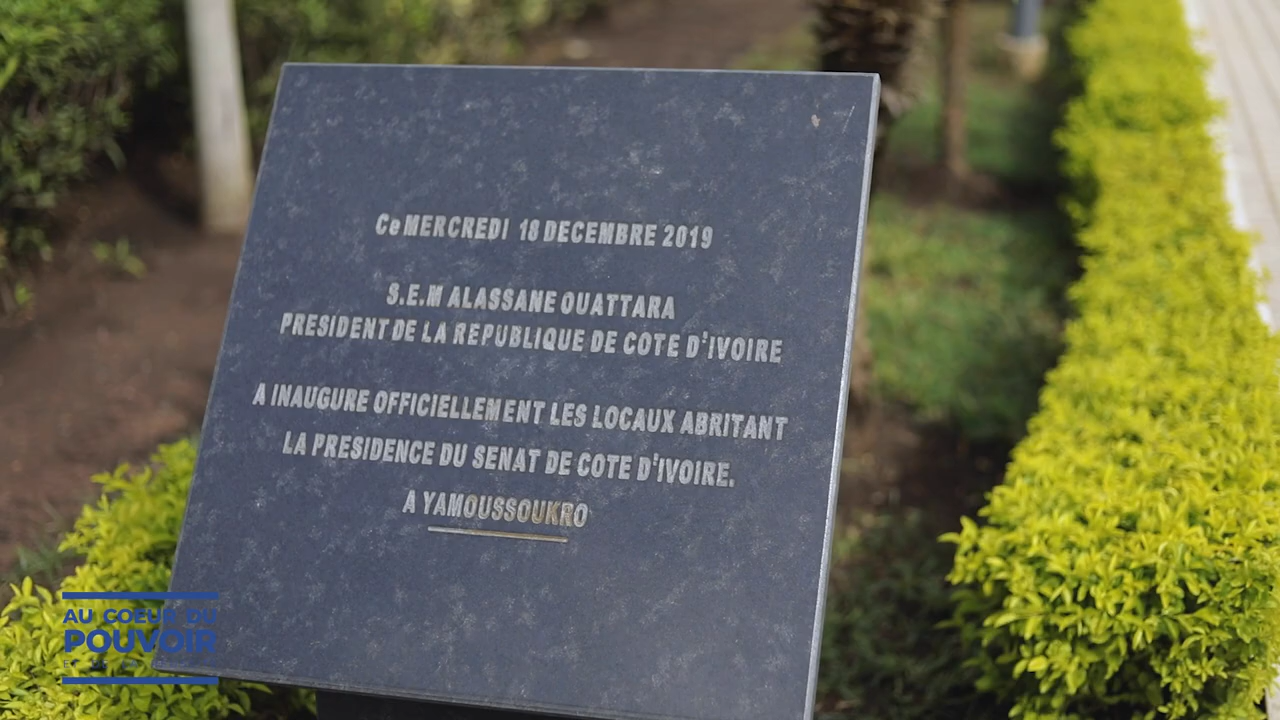 Ce MERCREDI 18 DECEMBRE 2019
S.E.M ALASSANE OUATTARA
PRESIDENT DE LA REPUBLIQUE DE COTE D'IVOIRE
A INAUGURE OFFICIELLEMENT LES LOCAUX ABRITANT
LA PRESIDENCE DU SENAT DE COTE D'IVOIRE.
A YAMOUSSOUKRO
AU COEUR DU
POUVOIR